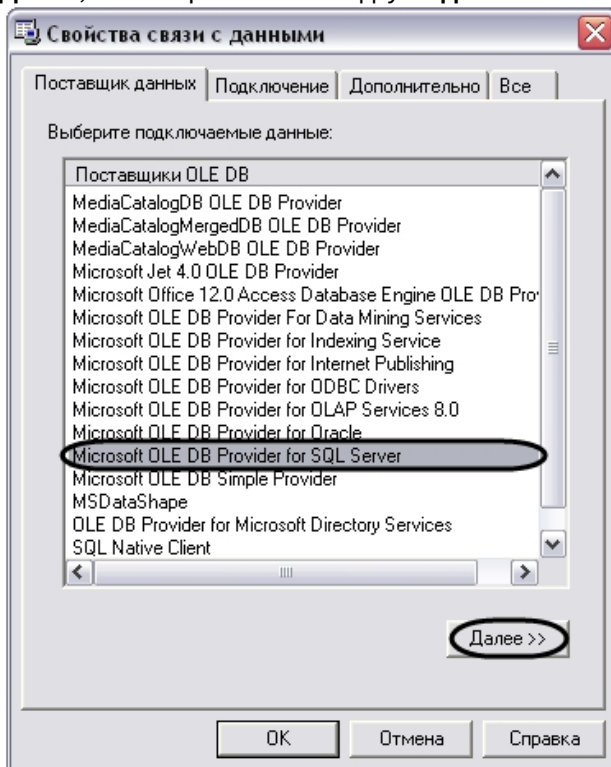 Свойства связи с данными
Поставщик данных Подключение Дополнительно Все
Выберите подключаемые данные:
Поставщики OLE DB
MediaCatalogDB OLE DB Provider
MediaCatalogMergedDB OLE DB Provider
MediaCatalogWebDB OLE DB Provider
Microsoft Jet 4.0 OLE DB Provider
Microsoft Office 12.0 Access Database Engine OLE DB Pro
Microsoft OLE DB Provider For Data Mining Services
Microsoft OLE DB Provider for Indexing Service
Microsoft OLE DB Provider for Internet Publishing
Microsoft OLE DB Provider for ODBC Drivers
Microsoft OLE DB Provider for OLAP Services 8.0
Microsoft OLE DB Provider for Oracle
Microsoft OLE DB Provider for SQL Server
Microsoft OLE DB Simple Provider
MSDataShape
OLE DB Provider for Microsoft Directory Services
SQL Native Client
Далее >>
OK Отмена Справка